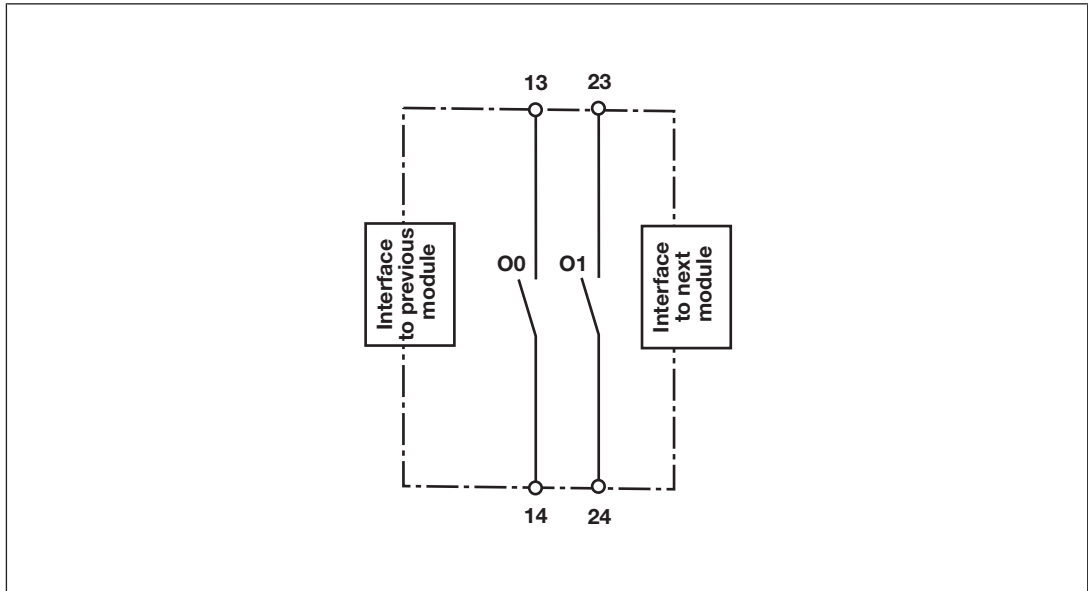 13 23
Interface
to previous
module
O0 O1
Interface
to next
module
14 24